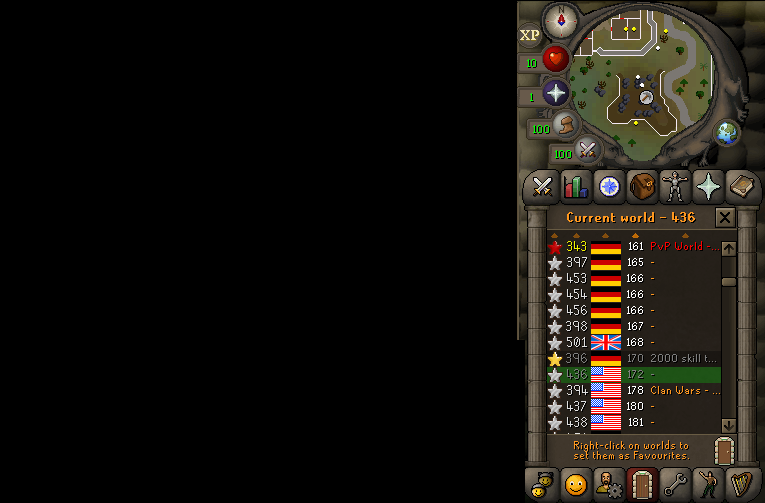 N
XP
10
1
100
100
Current world - 436
343 161 PvP World -...
397 165 -
453 166 -
454 166 -
456 166 -
398 167 -
501 168 -
396 170 2000 skill t...
436 172 -
394 178 Clan Wars - ...
437 180 -
438 181 -
Right-click on worlds to
set them as Favourites.